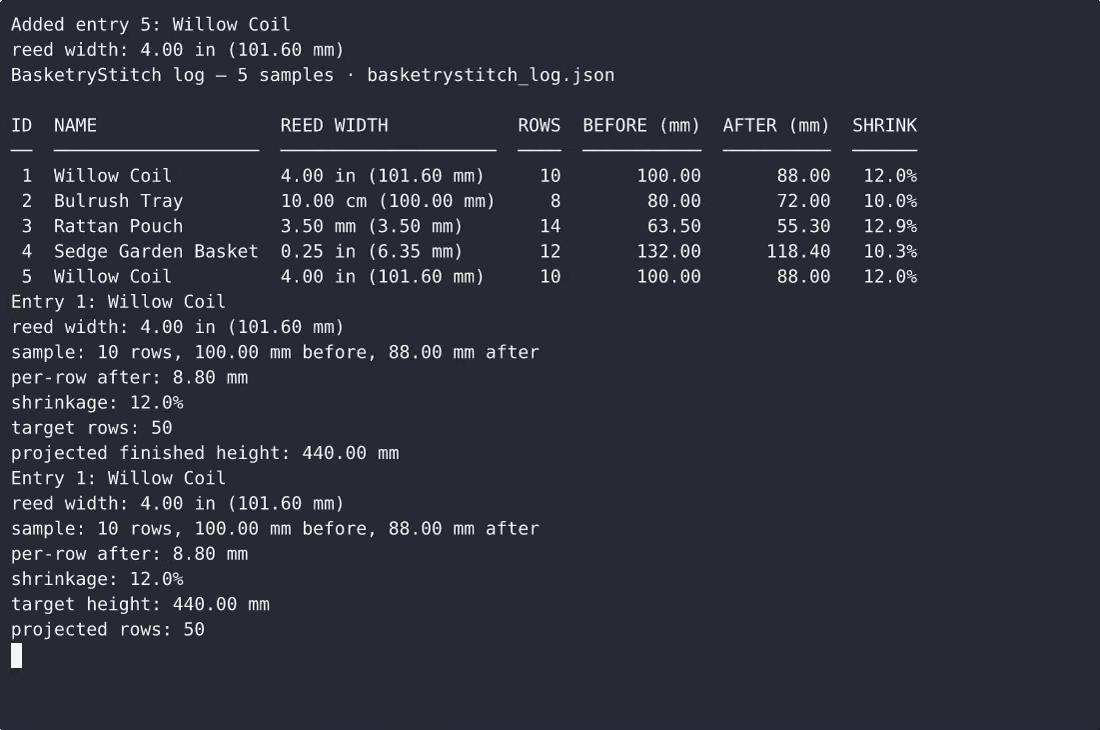 Added entry 5: Willow Coil
reed width: 4.00 in (101.60 mm)
BasketryStitch log — 5 samples · basketrystitch_log.json
ID  NAME                 REED WIDTH            ROWS  BEFORE (mm)  AFTER (mm)  SHRINK
──  ───────────────────  ────────────────────  ────  ───────────  ──────────  ──────
 1  Willow Coil          4.00 in (101.60 mm)     10       100.00       88.00   12.0%
 2  Bulrush Tray         10.00 cm (100.00 mm)     8        80.00       72.00   10.0%
 3  Rattan Pouch         3.50 mm (3.50 mm)       14        63.50       55.30   12.9%
 4  Sedge Garden Basket  0.25 in (6.35 mm)       12       132.00      118.40   10.3%
 5  Willow Coil          4.00 in (101.60 mm)     10       100.00       88.00   12.0%
Entry 1: Willow Coil
reed width: 4.00 in (101.60 mm)
sample: 10 rows, 100.00 mm before, 88.00 mm after
per-row after: 8.80 mm
shrinkage: 12.0%
target rows: 50
projected finished height: 440.00 mm
Entry 1: Willow Coil
reed width: 4.00 in (101.60 mm)
sample: 10 rows, 100.00 mm before, 88.00 mm after
per-row after: 8.80 mm
shrinkage: 12.0%
target height: 440.00 mm
projected rows: 50